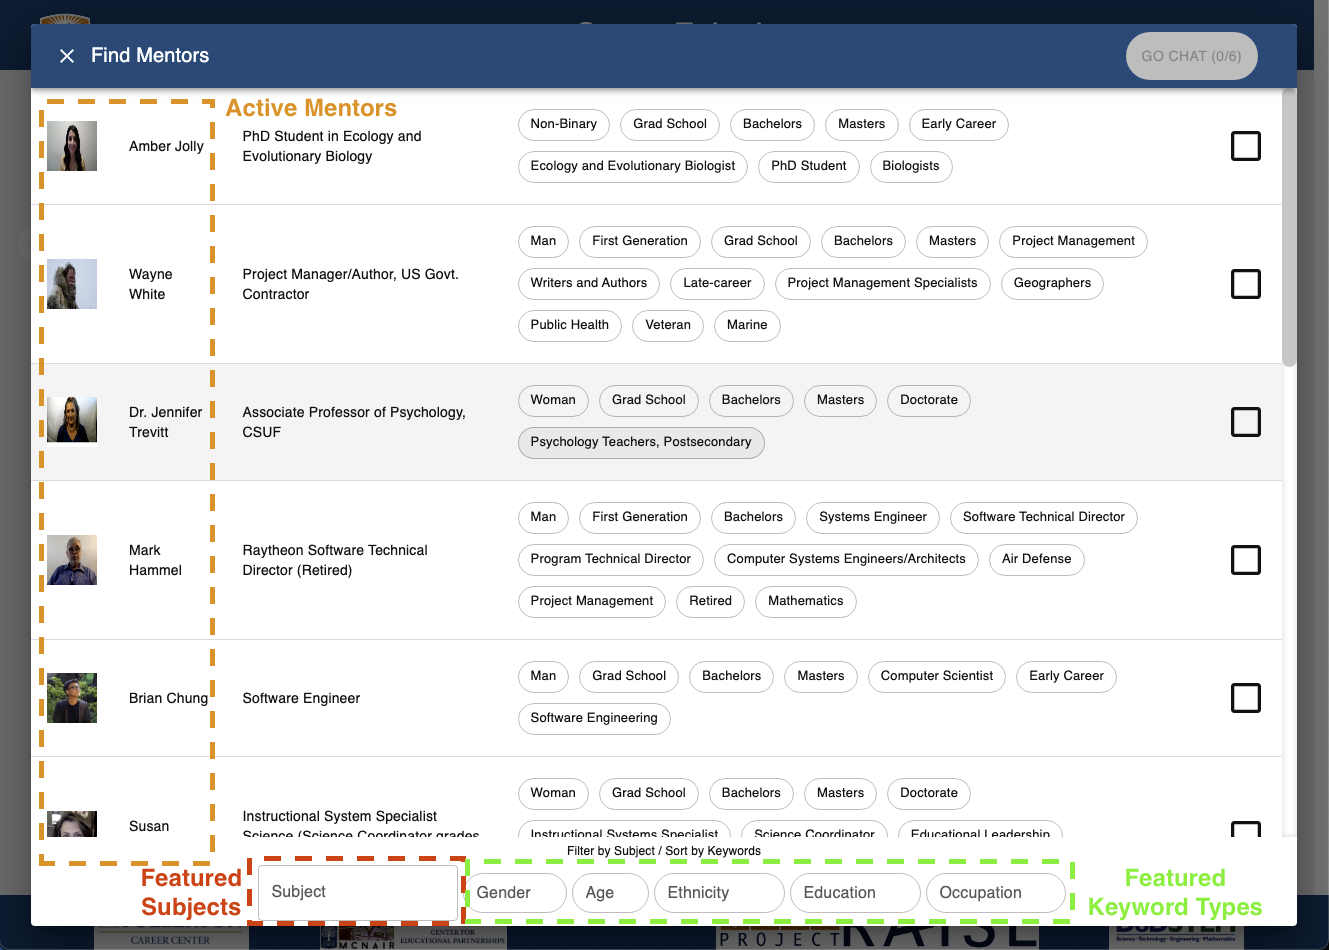 Find Mentors
GO CHAT (0/6)
Active Mentors
Amber Jolly
PhD Student in Ecology and
Evolutionary Biology
Non-Binary
Grad School
Bachelors
Masters
Early Career
Ecology and Evolutionary Biologist
PhD Student
Biologists
Wayne
White
Project Manager/Author, US Govt.
Contractor
Man
First Generation
Grad School
Bachelors
Masters
Project Management
Writers and Authors
Late-career
Project Management Specialists
Geographers
Public Health
Veteran
Marine
Dr. Jennifer
Trevitt
Associate Professor of Psychology,
CSUF
Woman
Grad School
Bachelors
Masters
Doctorate
Psychology Teachers, Postsecondary
Mark
Hammel
Raytheon Software Technical
Director (Retired)
Man
First Generation
Bachelors
Systems Engineer
Software Technical Director
Program Technical Director
Computer Systems Engineers/Architects
Air Defense
Project Management
Retired
Mathematics
Brian Chung
Software Engineer
Man
Grad School
Bachelors
Masters
Computer Scientist
Early Career
Software Engineering
Susan
Instructional System Specialist
Science (Science Coordinator grades
Woman
Grad School
Bachelors
Masters
Doctorate
Instructional Systems Specialist
Science Coordinator
Educational Leadership
Filter by Subject / Sort by Keywords
Featured
Subjects
Subject
Gender
Age
Ethnicity
Education
Occupation
Featured
Keyword Types
CAREER CENTER
MCNAIR
CENTER FOR
EDUCATIONAL PARTNERSHIPS
PROJECT
RAISE
Science • Technology • Engineering • Mathematics